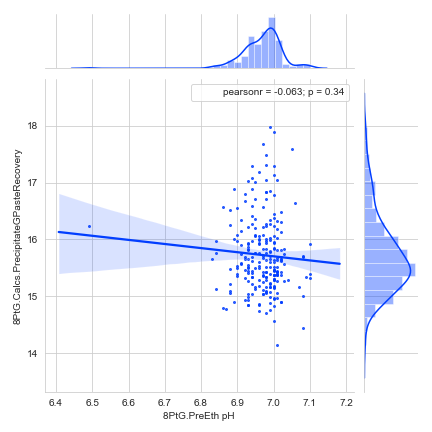 pearsonr = -0.063; p = 0.34
18
17
16
15
14
8PtG.Calcs.PrecipitateGPasteRecovery
6.4 6.5 6.6 6.7 6.8 6.9 7.0 7.1 7.2
8PtG.PreEth pH